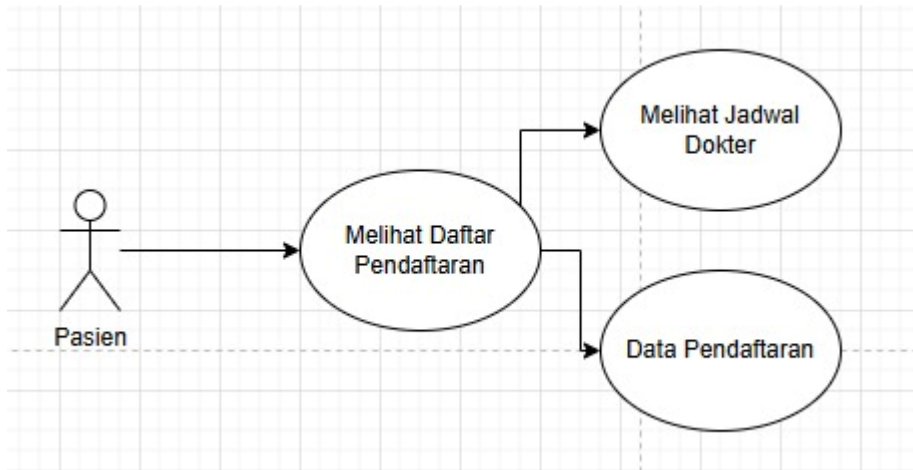 Pasien
Melihat Daftar
Pendaftaran
Melihat Jadwal
Dokter
Data Pendaftaran